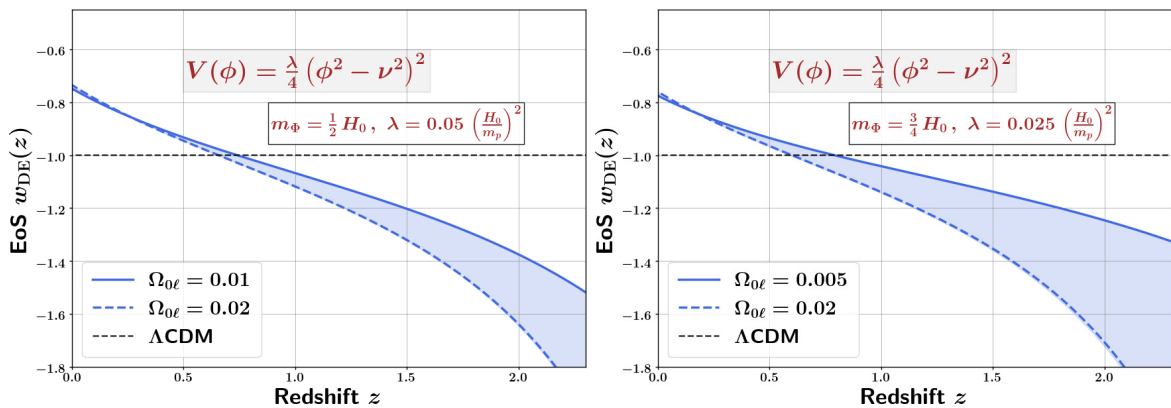 EoS w_DE(z)
−0.6
−0.8
−1.0
−1.2
−1.4
−1.6
−1.8
V(ϕ) = λ/4 (ϕ² − ν²)²
m_Φ = 1/2 H₀ , λ = 0.05 (H₀/m_p)²
Ω₀ℓ = 0.01
Ω₀ℓ = 0.02
ΛCDM
0.0 0.5 1.0 1.5 2.0
Redshift z
EoS w_DE(z)
−0.6
−0.8
−1.0
−1.2
−1.4
−1.6
−1.8
V(ϕ) = λ/4 (ϕ² − ν²)²
m_Φ = 3/4 H₀ , λ = 0.025 (H₀/m_p)²
Ω₀ℓ = 0.005
Ω₀ℓ = 0.02
ΛCDM
0.0 0.5 1.0 1.5 2.0
Redshift z